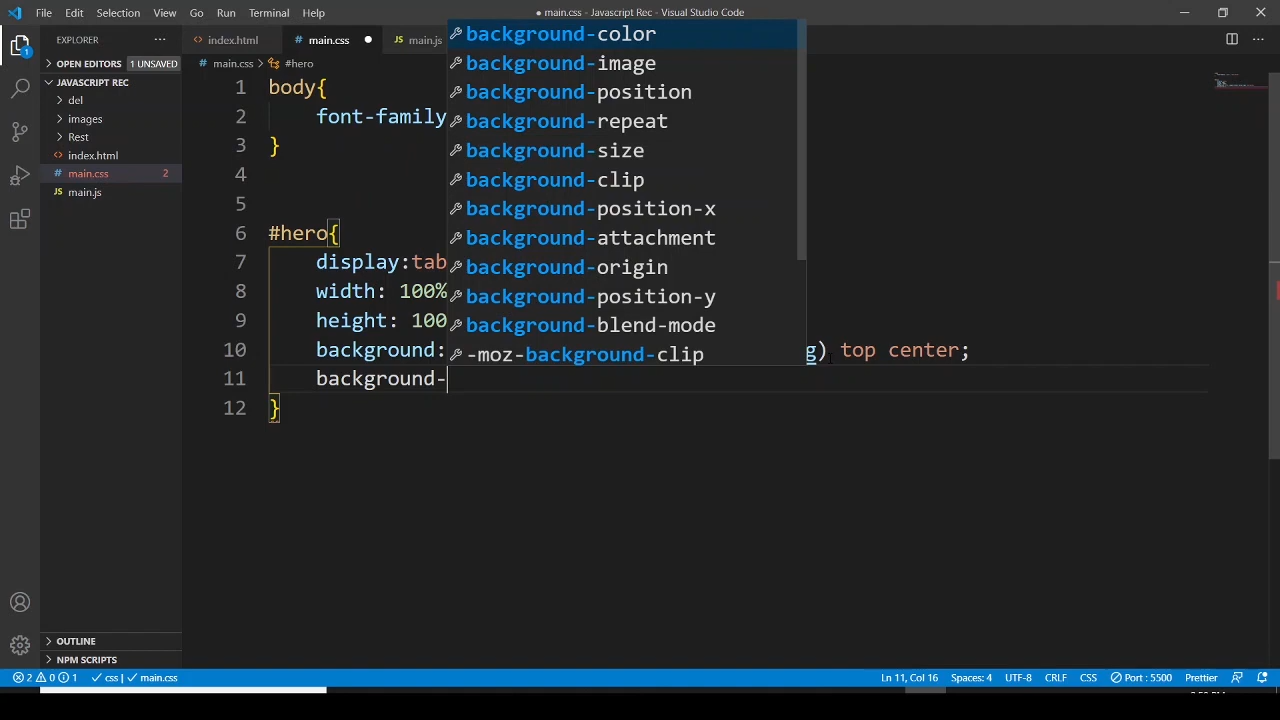 File Edit Selection View Go Run Terminal Help
● main.css - Javascript Rec - Visual Studio Code
EXPLORER
index.html
main.css
main.js
OPEN EDITORS 1 UNSAVED
main.css > #hero
JAVASCRIPT REC
del
images
Rest
index.html
main.css 2
main.js
1
1 body{
2 font-family
3 }
4
5
6 #hero{
7 display:tab
8 width: 100%
9 height: 100
10 background: g) top center;
11 background-
12 }
background-color
background-image
background-position
background-repeat
background-size
background-clip
background-position-x
background-attachment
background-origin
background-position-y
background-blend-mode
-moz-background-clip
OUTLINE
NPM SCRIPTS
2 0 1 css | main.css Ln 11, Col 16 Spaces: 4 UTF-8 CRLF CSS Port : 5500 Prettier